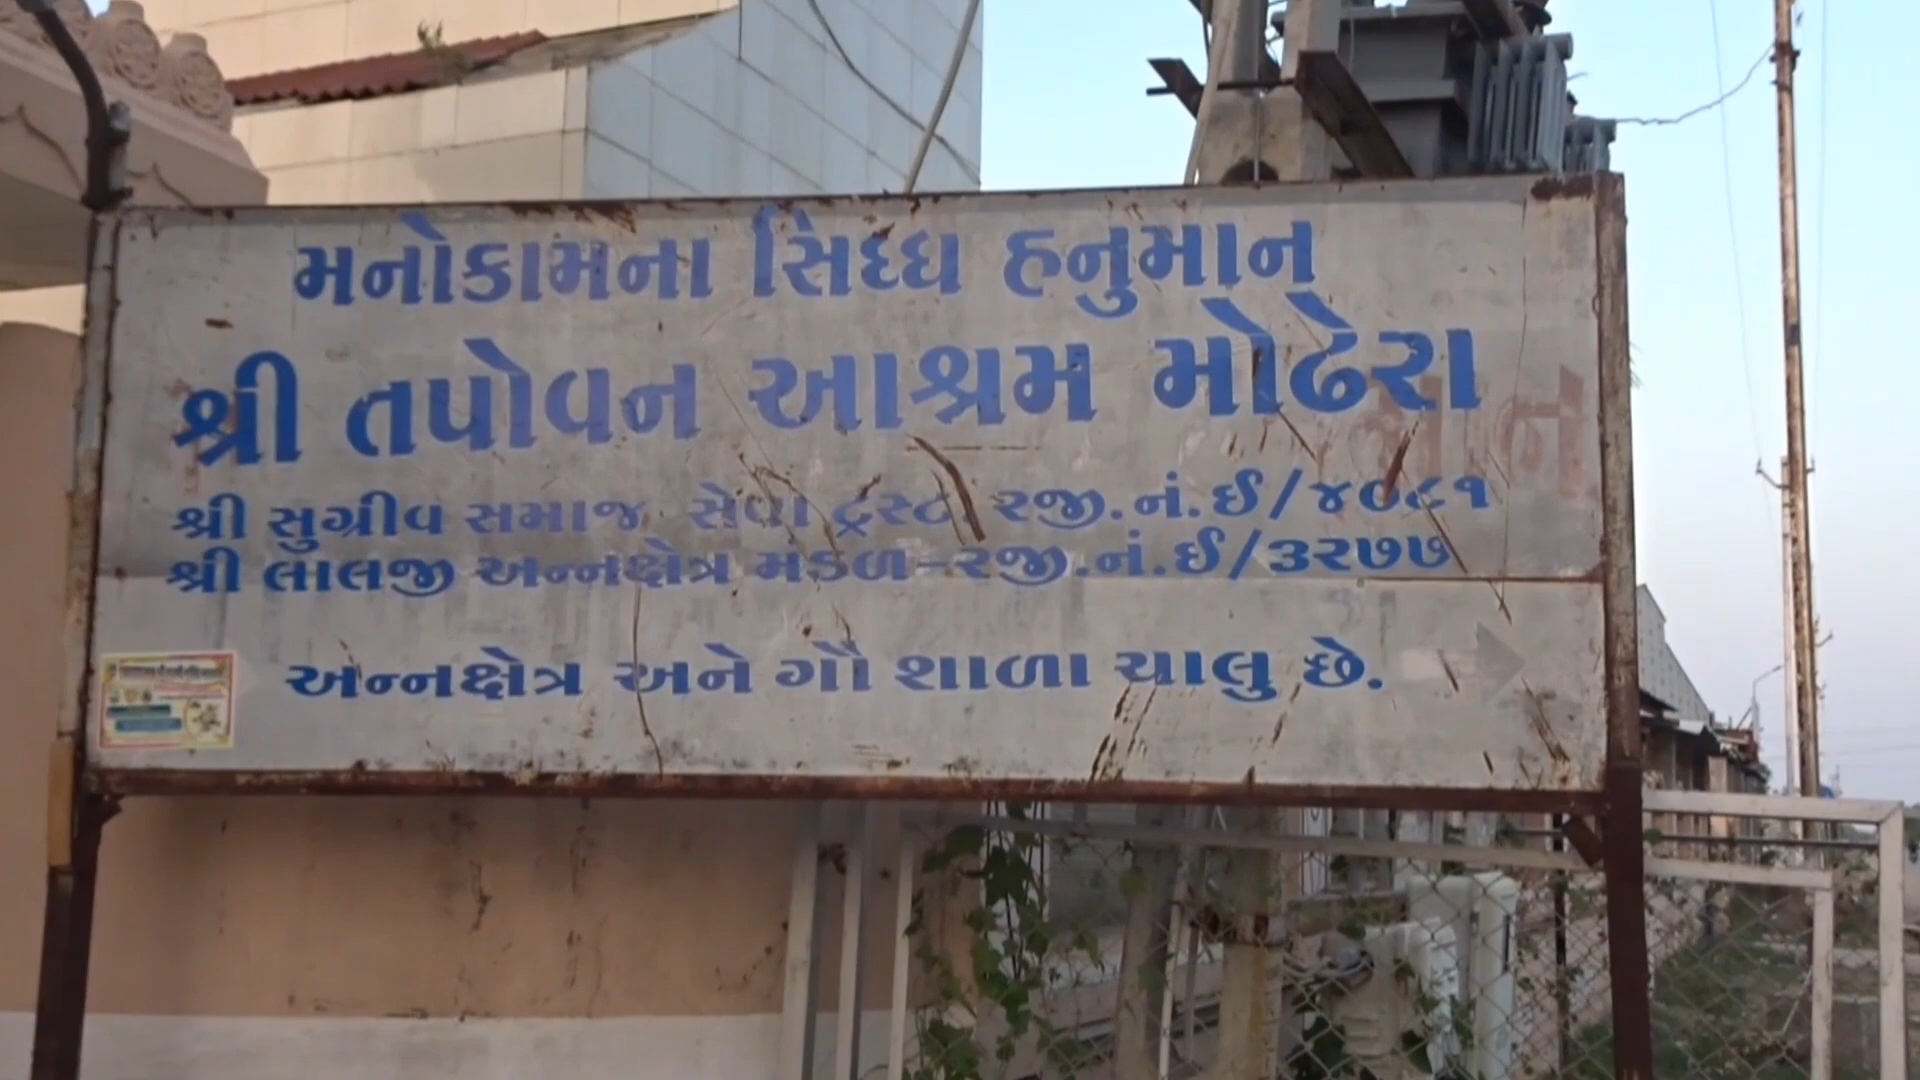 મનોકામના સિધ્ધ હનુમાન
શ્રી તપોવન આશ્રમ મોઢેરા
શ્રી સુગ્રીવ સમાજ સેવા ટ્રસ્ટ. રજી.નં.ઈ/૪૦૮૧
શ્રી લાલજી અન્નક્ષેત્ર મંડળ-રજી.નં.ઈ/૩૨૭૭
અન્નક્ષેત્ર અને ગૌ શાળા ચાલુ છે.